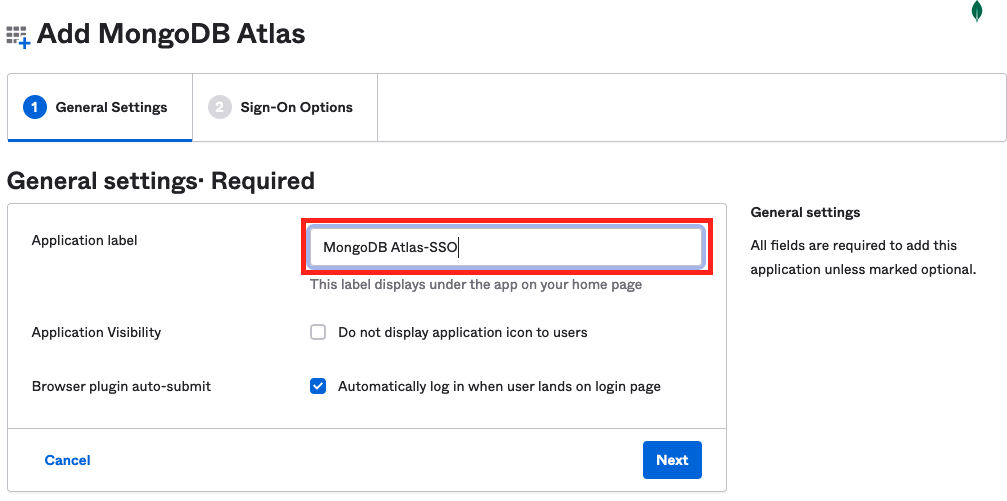 Add MongoDB Atlas
1 General Settings
2 Sign-On Options
General settings· Required
Application label
MongoDB Atlas-SSO
This label displays under the app on your home page
Application Visibility
Do not display application icon to users
Browser plugin auto-submit
Automatically log in when user lands on login page
Cancel
Next
General settings
All fields are required to add this
application unless marked optional.